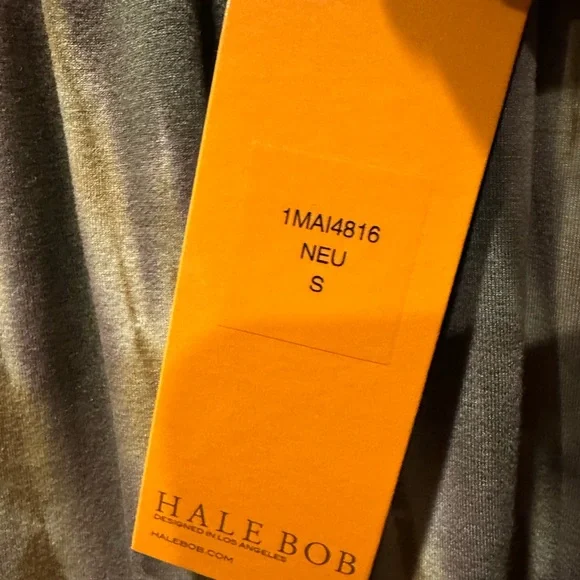 1MAI4816
NEU
S
HALE BOB
DESIGNED IN LOS ANGELES
HALEBOB.COM